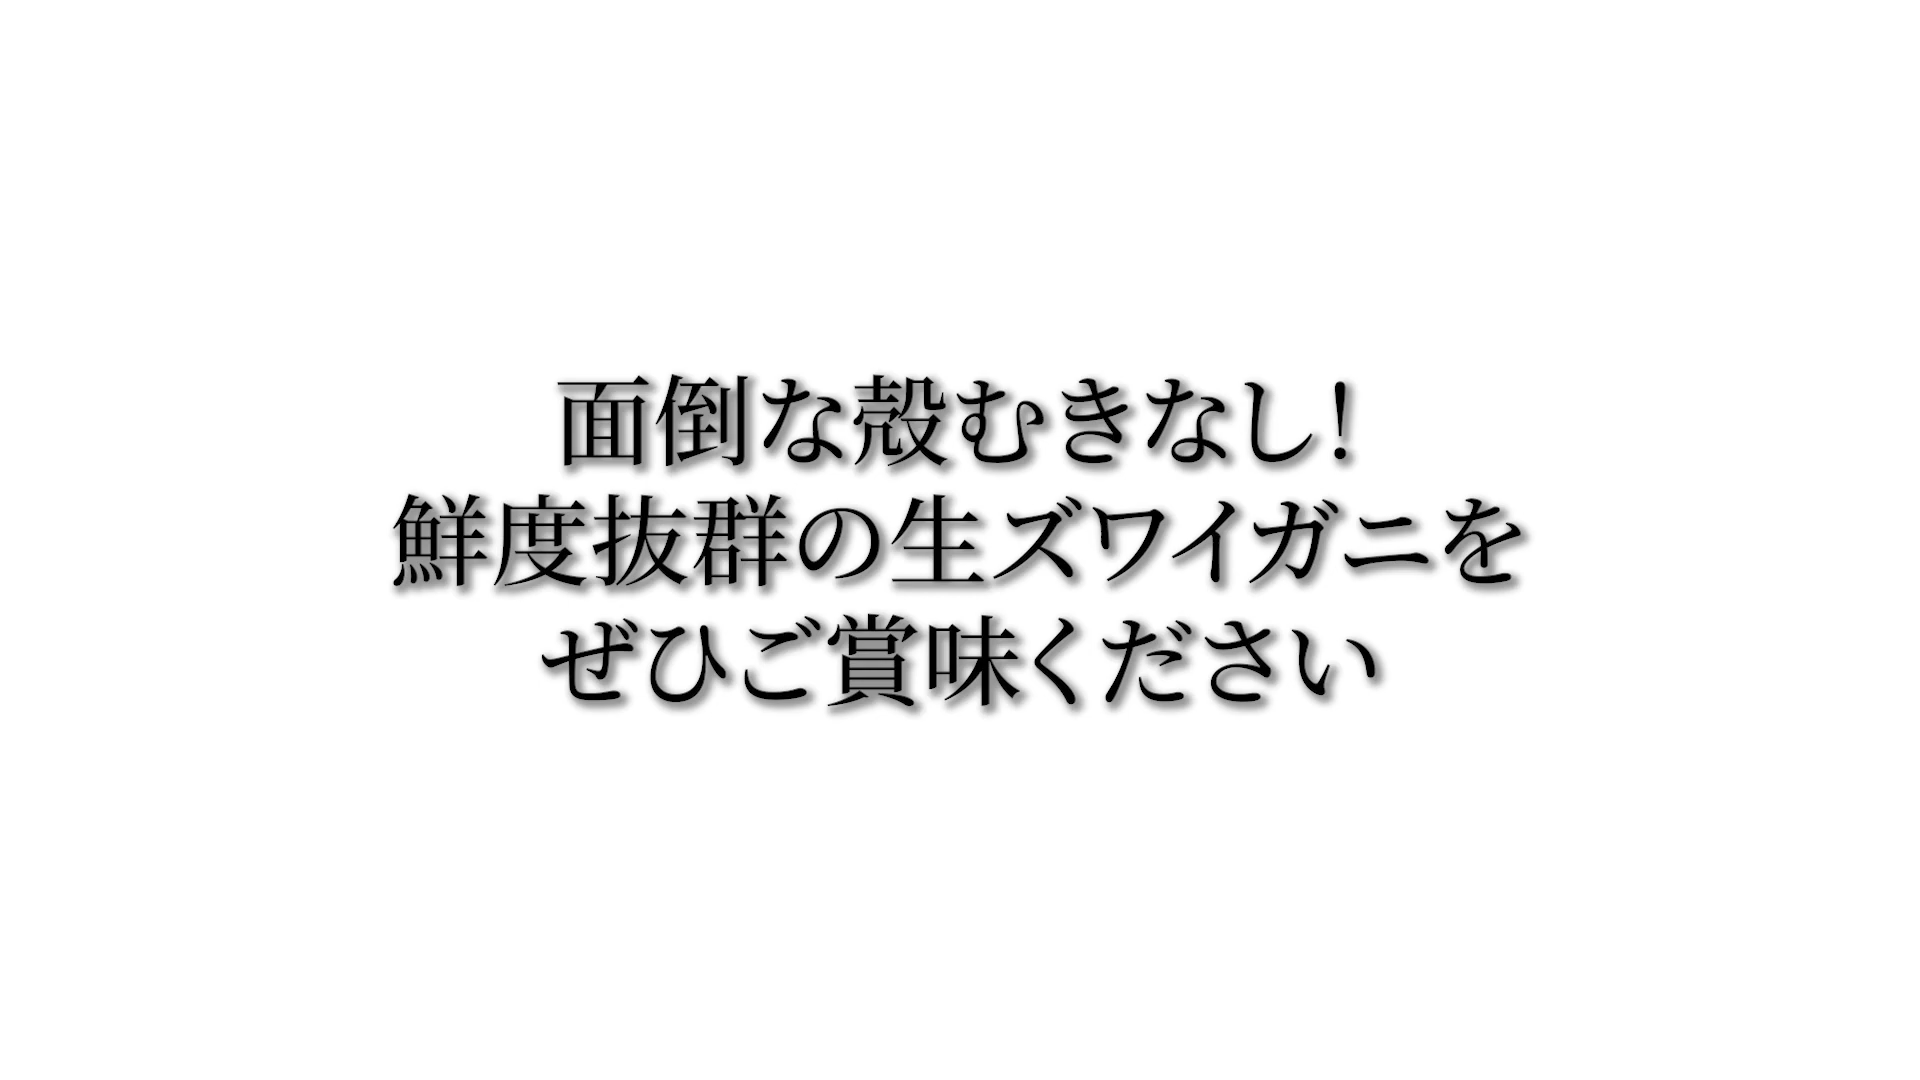 面倒な殻むきなし!
鮮度抜群の生ズワイガニを
ぜひご賞味ください